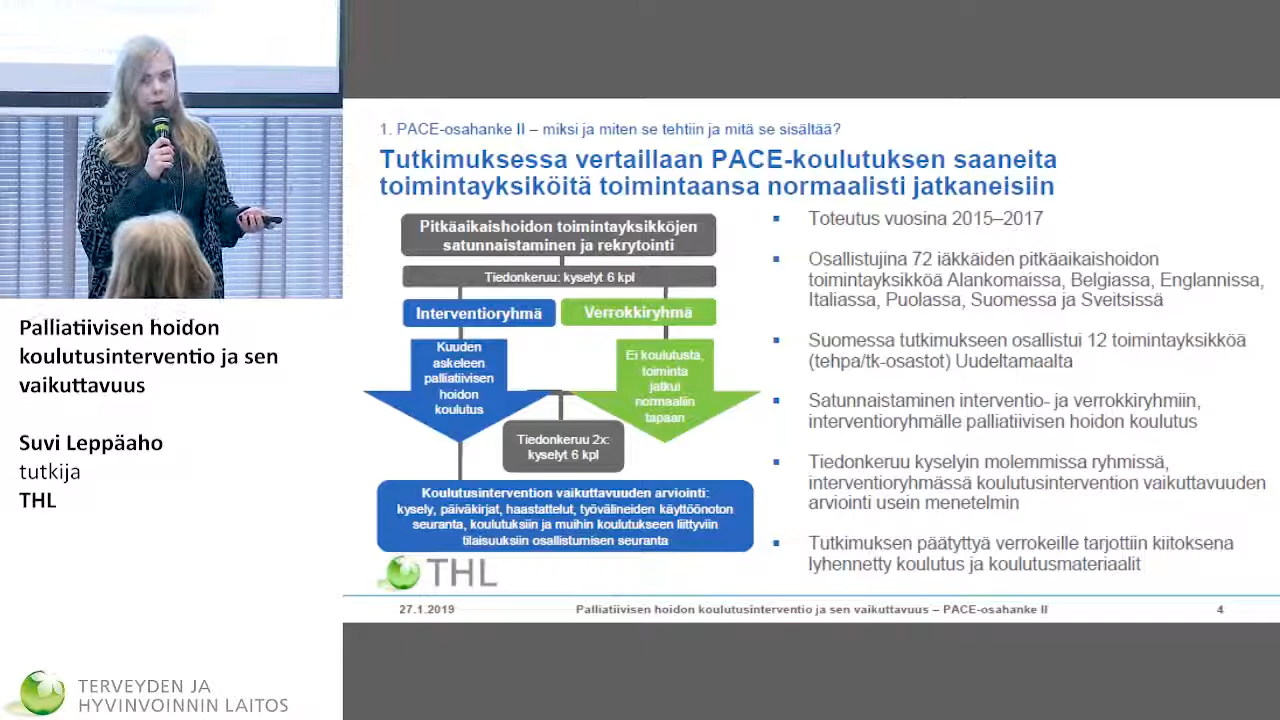 Palliatiivisen hoidon
koulutusinterventio ja sen
vaikuttavuus
Suvi Leppäaho
tutkija
THL
TERVEYDEN JA
HYVINVOINNIN LAITOS
1. PACE-osahanke II – miksi ja miten se tehtiin ja mitä se sisältää?
Tutkimuksessa vertaillaan PACE-koulutuksen saaneita
toimintayksiköitä toimintaansa normaalisti jatkaneisiin
Pitkäaikaishoidon toimintayksikköjen
satunnaistaminen ja rekrytointi
Tiedonkeruu: kyselyt 6 kpl
Interventioryhmä
Verrokkiryhmä
Kuuden
askeleen
palliatiivisen
hoidon
koulutus
Ei koulutusta,
toiminta
jatkui
normaaliin
tapaan
Tiedonkeruu 2x:
kyselyt 6 kpl
Koulutusintervention vaikuttavuuden arviointi:
kysely, päiväkirjat, haastattelut, työvälineiden käyttöönoton
seuranta, koulutuksiin ja muihin koulutukseen liittyviin
tilaisuuksiin osallistumisen seuranta
▪ Toteutus vuosina 2015–2017
▪ Osallistujina 72 iäkkäiden pitkäaikaishoidon
toimintayksikköä Alankomaissa, Belgiassa, Englannissa,
Italiassa, Puolassa, Suomessa ja Sveitsissä
▪ Suomessa tutkimukseen osallistui 12 toimintayksikköä
(tehpa/tk-osastot) Uudeltamaalta
▪ Satunnaistaminen interventio- ja verrokkiryhmiin,
interventioryhmälle palliatiivisen hoidon koulutus
▪ Tiedonkeruu kyselyin molemmissa ryhmissä,
interventioryhmässä koulutusintervention vaikuttavuuden
arviointi usein menetelmin
▪ Tutkimuksen päätyttyä verrokeille tarjottiin kiitoksena
lyhennetty koulutus ja koulutusmateriaalit
THL
27.1.2019
Palliatiivisen hoidon koulutusinterventio ja sen vaikuttavuus – PACE-osahanke II
4